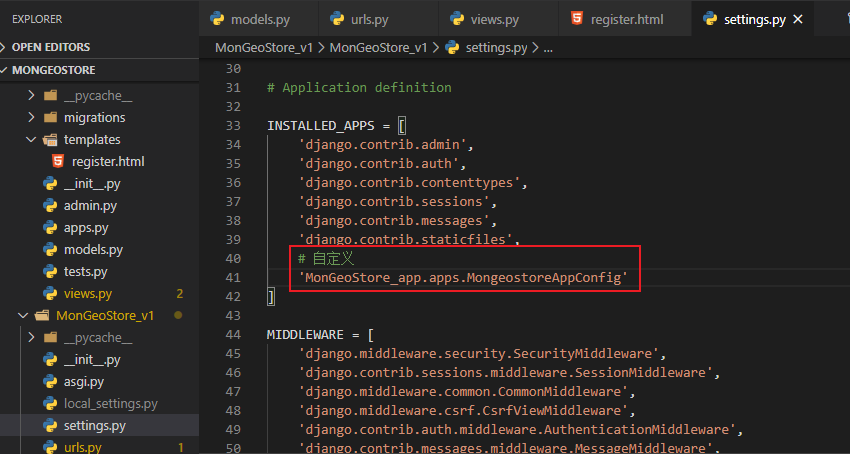 EXPLORER
OPEN EDITORS
MONGEOSTORE
__pycache__
migrations
templates
register.html
__init__.py
admin.py
apps.py
models.py
tests.py
views.py 2
MonGeoStore_v1
__pycache__
__init__.py
asgi.py
local_settings.py
settings.py
urls.py 1
models.py urls.py views.py register.html settings.py
MonGeoStore_v1 > MonGeoStore_v1 > settings.py > ...
30
31 # Application definition
32
33 INSTALLED_APPS = [
34 'django.contrib.admin',
35 'django.contrib.auth',
36 'django.contrib.contenttypes',
37 'django.contrib.sessions',
38 'django.contrib.messages',
39 'django.contrib.staticfiles',
40 # 自定义
41 'MonGeoStore_app.apps.MongeostoreAppConfig'
42 ]
43
44 MIDDLEWARE = [
45 'django.middleware.security.SecurityMiddleware',
46 'django.contrib.sessions.middleware.SessionMiddleware',
47 'django.middleware.common.CommonMiddleware',
48 'django.middleware.csrf.CsrfViewMiddleware',
49 'django.contrib.auth.middleware.AuthenticationMiddleware',
50 'django.contrib.messages.middleware.MessageMiddleware',